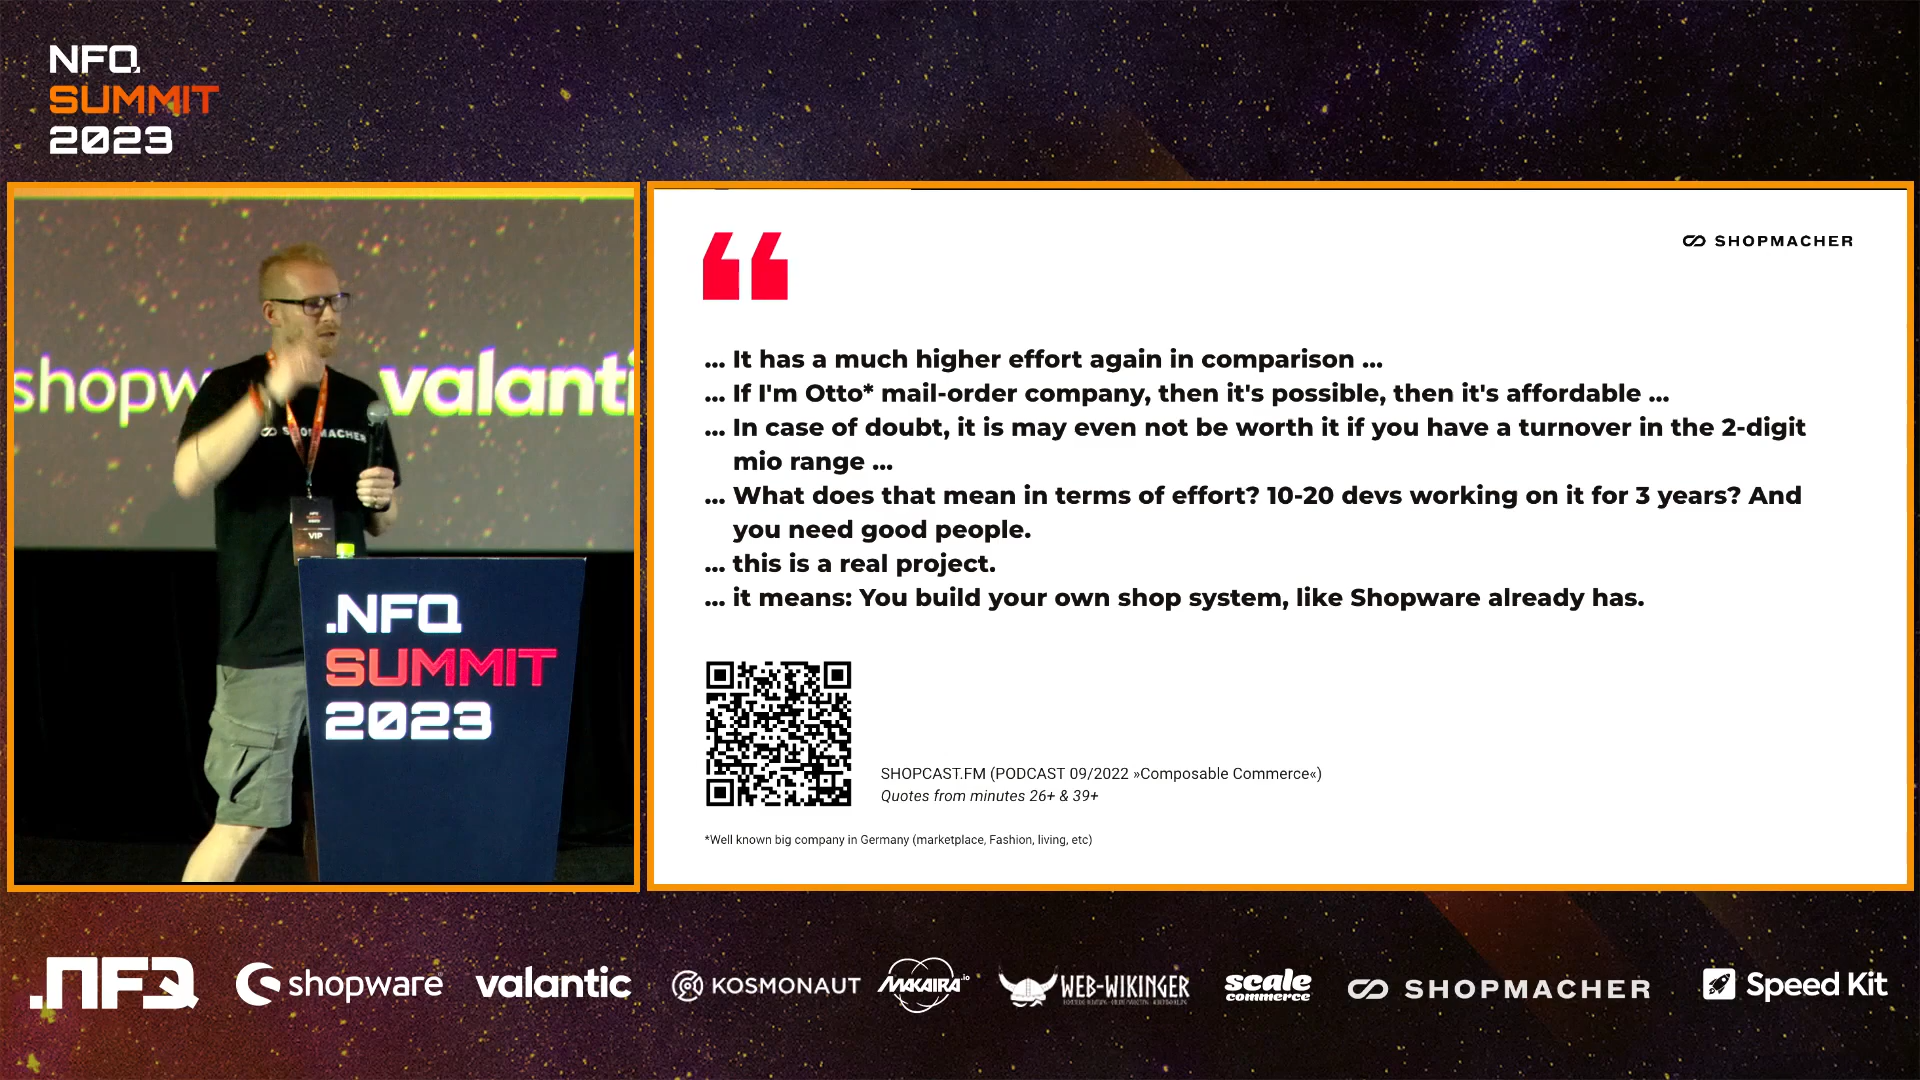 NFQ
SUMMIT
2023
shopw
valanti
SHOPMACHER
VIP
.NFQ
SUMMIT
2023
SHOPMACHER
“
... It has a much higher effort again in comparison ...
... If I'm Otto* mail-order company, then it's possible, then it's affordable ...
... In case of doubt, it is may even not be worth it if you have a turnover in the 2-digit
mio range ...
... What does that mean in terms of effort? 10-20 devs working on it for 3 years? And
you need good people.
... this is a real project.
... it means: You build your own shop system, like Shopware already has.
SHOPCAST.FM (PODCAST 09/2022 »Composable Commerce«)
Quotes from minutes 26+ & 39+
*Well known big company in Germany (marketplace, Fashion, living, etc)
.NFQ
shopware
valantic
KOSMONAUT
MAKAIRA.io
WEB-WIKINGER
scale
commerce
SHOPMACHER
Speed Kit